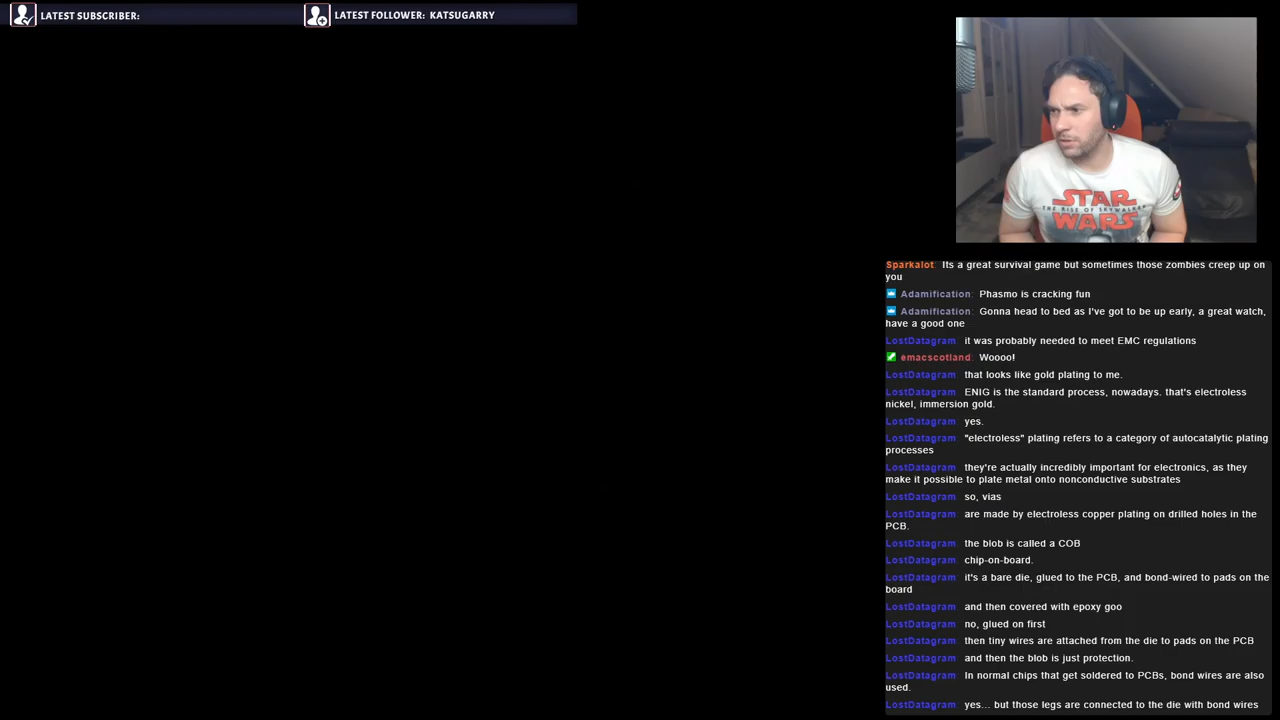 LATEST SUBSCRIBER:
LATEST FOLLOWER: KATSUGARRY
STAR
THE RISE OF SKYWALKER
WARS
Sparkalot: Its a great survival game but sometimes those zombies creep up on
you
Adamification: Phasmo is cracking fun
Adamification: Gonna head to bed as I've got to be up early, a great watch,
have a good one
LostDatagram: it was probably needed to meet EMC regulations
emacscotland: Woooo!
LostDatagram: that looks like gold plating to me.
LostDatagram: ENIG is the standard process, nowadays. that's electroless
nickel, immersion gold.
LostDatagram: yes.
LostDatagram: "electroless" plating refers to a category of autocatalytic plating
processes
LostDatagram: they're actually incredibly important for electronics, as they
make it possible to plate metal onto nonconductive substrates
LostDatagram: so, vias
LostDatagram: are made by electroless copper plating on drilled holes in the
PCB.
LostDatagram: the blob is called a COB
LostDatagram: chip-on-board.
LostDatagram: it's a bare die, glued to the PCB, and bond-wired to pads on the
board
LostDatagram: and then covered with epoxy goo
LostDatagram: no, glued on first
LostDatagram: then tiny wires are attached from the die to pads on the PCB
LostDatagram: and then the blob is just protection.
LostDatagram: In normal chips that get soldered to PCBs, bond wires are also
used.
LostDatagram: yes... but those legs are connected to the die with bond wires